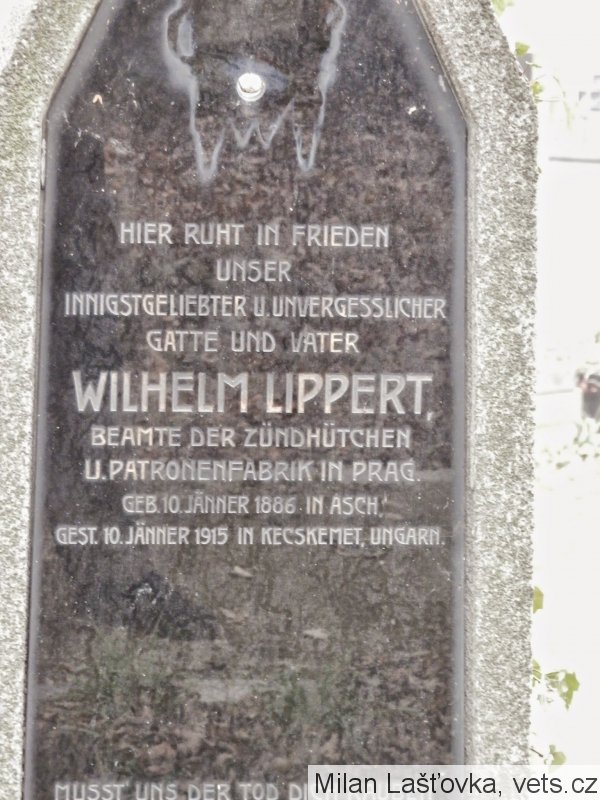 HIER RUHT IN FRIEDEN
UNSER
INNIGSTGELIEBTER U. UNVERGESSLICHER
GATTE UND VATER
WILHELM LIPPERT,
BEAMTE DER ZÜNDHÜTCHEN
U. PATRONENFABRIK IN PRAG.
GEB. 10. JÄNNER 1886 IN ASCH,
GEST. 10. JÄNNER 1915 IN KECSKEMET, UNGARN.
MUSST UNS DER TOD
Milan Lašťovka, vets.cz